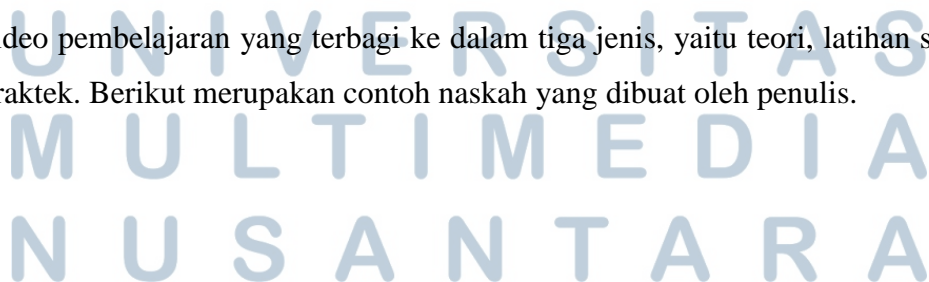 UNIVERSITAS
ideo pembelajaran yang terbagi ke dalam tiga jenis, yaitu teori, latihan s
raktek. Berikut merupakan contoh naskah yang dibuat oleh penulis.
MULTIMEDIA
NUSANTARA